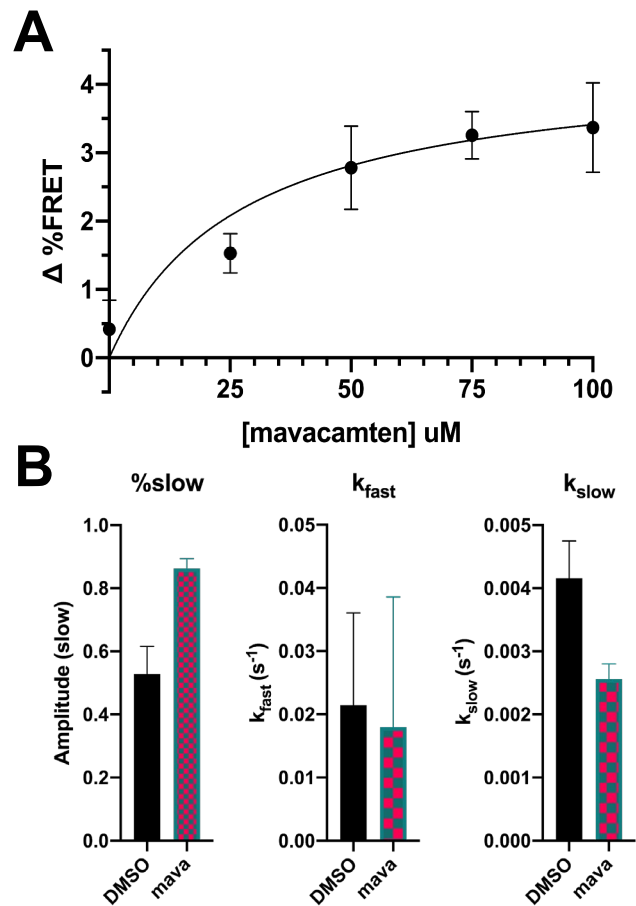 A
Δ %FRET
4
3
2
1
0
25 50 75 100
[mavacamten] uM
B
%slow
Amplitude (slow)
1.0
0.8
0.6
0.4
0.2
0.0
DMSO mava
kfast
kfast (s-1)
0.05
0.04
0.03
0.02
0.01
0.00
DMSO mava
kslow
kslow (s-1)
0.005
0.004
0.003
0.002
0.001
0.000
DMSO mava